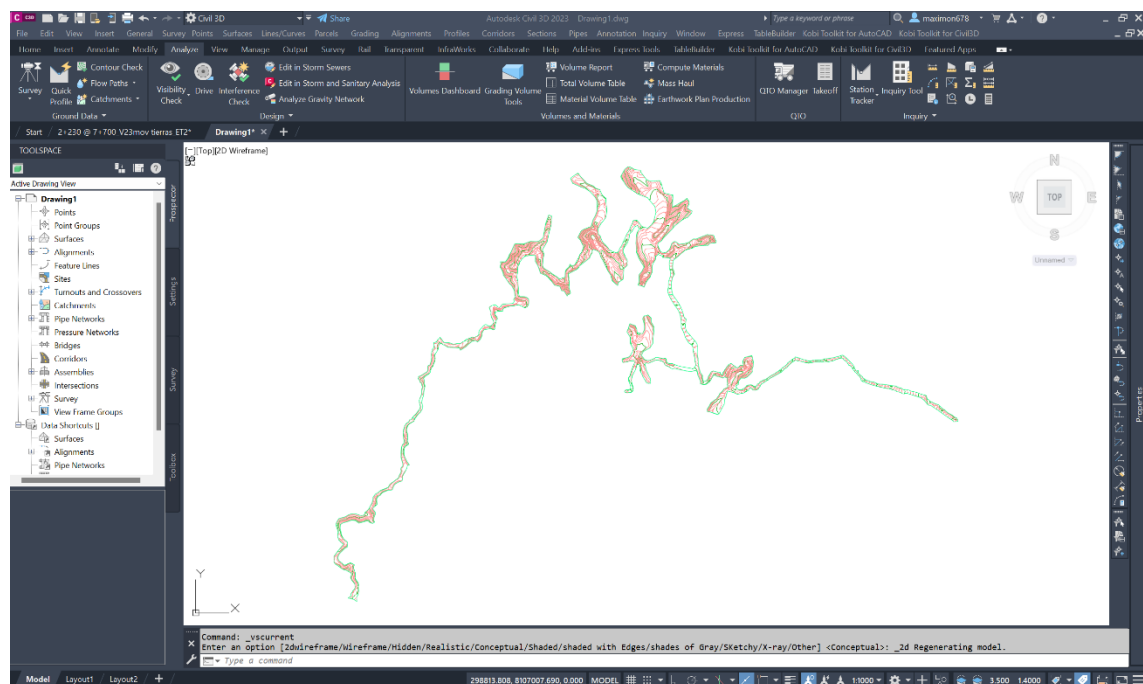 C C3D Civil 3D Share Autodesk Civil 3D 2023 Drawing1.dwg Type a keyword or phrase maximon678
File Edit View Insert General Survey Points Surfaces Lines/Curves Parcels Grading Alignments Profiles Corridors Sections Pipes Annotation Inquiry Window Express TableBuilder Kobi Toolkit for AutoCAD Kobi Toolkit for Civil3D
Home Insert Annotate Modify Analyze View Manage Output Survey Rail Transparent InfraWorks Collaborate Help Add-ins Express Tools TableBuilder Kobi Toolkit for AutoCAD Kobi Toolkit for Civil3D Featured Apps
Contour Check Edit in Storm Sewers Volume Report Compute Materials
Flow Paths Edit in Storm and Sanitary Analysis Total Volume Table Mass Haul
Survey Quick Profile Catchments Visibility Check Drive Interference Check Analyze Gravity Network Volumes Dashboard Grading Volume Tools Material Volume Table Earthwork Plan Production QTO Manager Takeoff Station Tracker Inquiry Tool
Ground Data Design Volumes and Materials QTO Inquiry
Start 2+230 @ 7+700 V23mov tierras ET2* Drawing1* +
TOOLSPACE
[-][Top][2D Wireframe]
Active Drawing View
Drawing1
Points
Point Groups
Surfaces
Alignments
Feature Lines
Sites
Turnouts and Crossovers
Catchments
Pipe Networks
Pressure Networks
Bridges
Corridors
Assemblies
Intersections
Survey
View Frame Groups
Data Shortcuts []
Surfaces
Alignments
Pipe Networks
Prospector
Settings
Survey
Toolbox
N
W TOP E
S
Unnamed
Properties
Y
X
Command: _vscurrent
Enter an option [2dwireframe/Wireframe/Hidden/Realistic/Conceptual/Shaded/shaded with Edges/shades of Gray/SKetchy/X-ray/Other] <Conceptual>: _2d Regenerating model.
Type a command
Model Layout1 Layout2 + 298813.808, 8107007.690, 0.000 MODEL 1:1000 3.500 1.4000